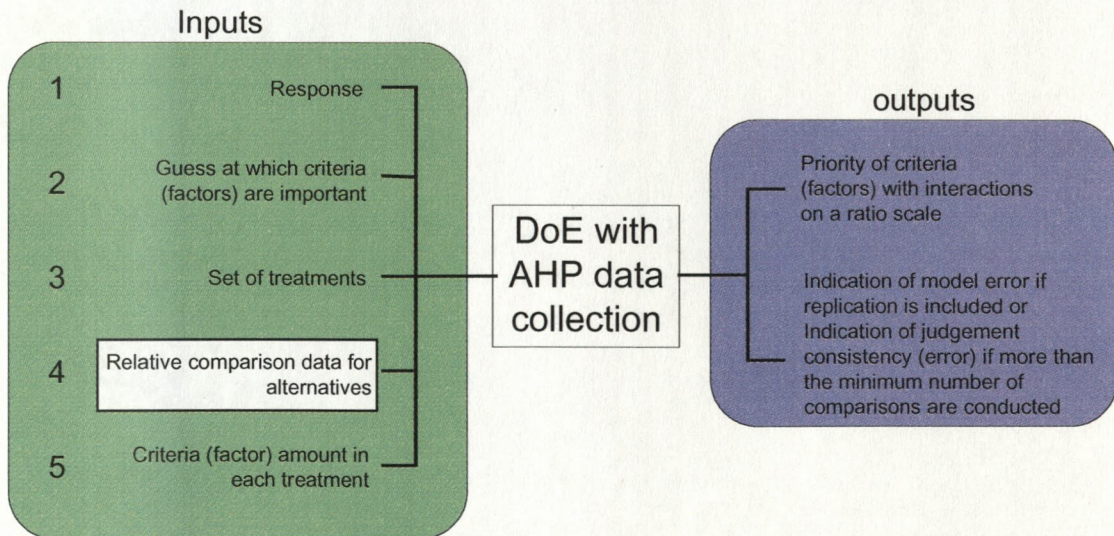 Inputs
1
Response
2
Guess at which criteria
(factors) are important
3
Set of treatments
4
Relative comparison data for
alternatives
5
Criteria (factor) amount in
each treatment
DoE with
AHP data
collection
outputs
Priority of criteria
(factors) with interactions
on a ratio scale
Indication of model error if
replication is included or
Indication of judgement
consistency (error) if more than
the minimum number of
comparisons are conducted